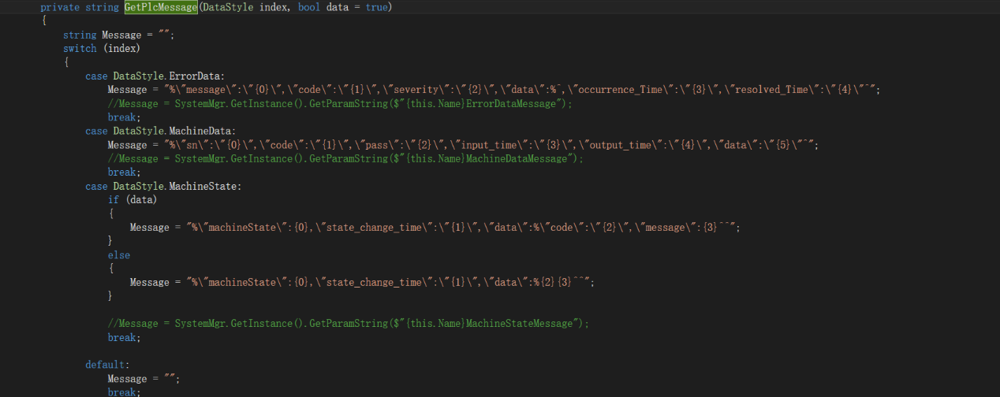 private string GetPlcMessage(DataStyle index, bool data = true)
{
string Message = "";
switch (index)
{
case DataStyle.ErrorData:
Message = "%\"message\":\"{0}\",\"code\":\"{1}\",\"severity\":\"{2}\",\"data\":%^,\"occurrence_Time\":\"{3}\",\"resolved_Time\":\"{4}\"^";
//Message = SystemMgr.GetInstance().GetParamString($"{this.Name}ErrorDataMessage");
break;
case DataStyle.MachineData:
Message = "%\"sn\":\"{0}\",\"code\":\"{1}\",\"pass\":\"{2}\",\"input_time\":\"{3}\",\"output_time\":\"{4}\",\"data\":\"{5}\"^";
//Message = SystemMgr.GetInstance().GetParamString($"{this.Name}MachineDataMessage");
break;
case DataStyle.MachineState:
if (data)
{
Message = "%\"machineState\":{0},\"state_change_time\":\"{1}\",\"data\":%\"code\":\"{2}\",\"message\":{3}^^";
}
else
{
Message = "%\"machineState\":{0},\"state_change_time\":\"{1}\",\"data\":%{2}{3}^^";
}
//Message = SystemMgr.GetInstance().GetParamString($"{this.Name}MachineStateMessage");
break;
default:
Message = "";
break;